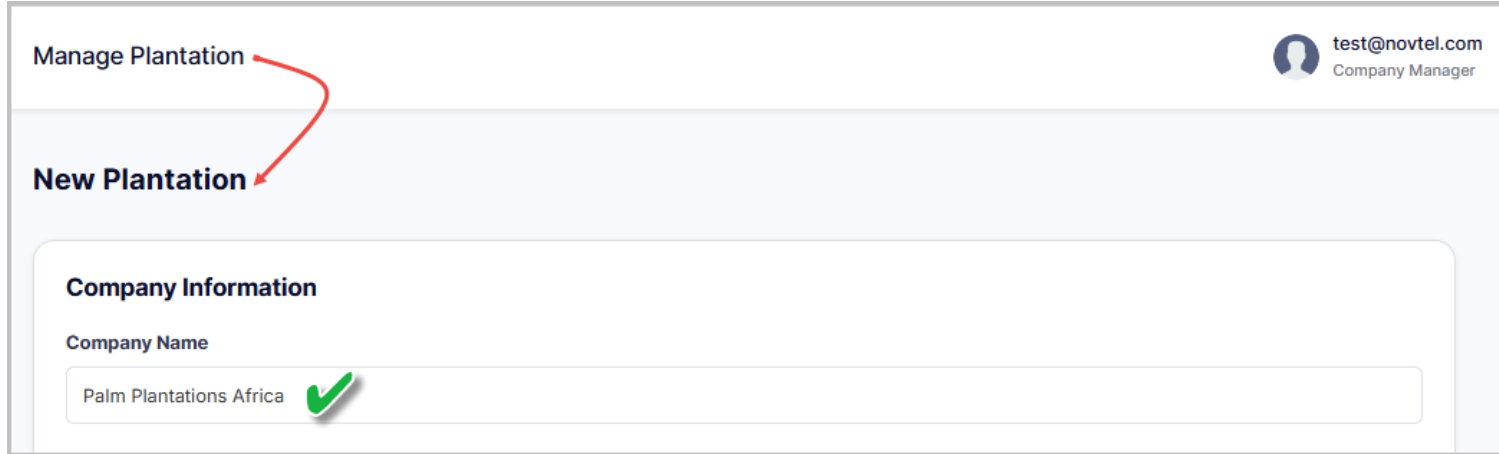 Manage Plantation
test@novtel.com
Company Manager
New Plantation
Company Information
Company Name
Palm Plantations Africa